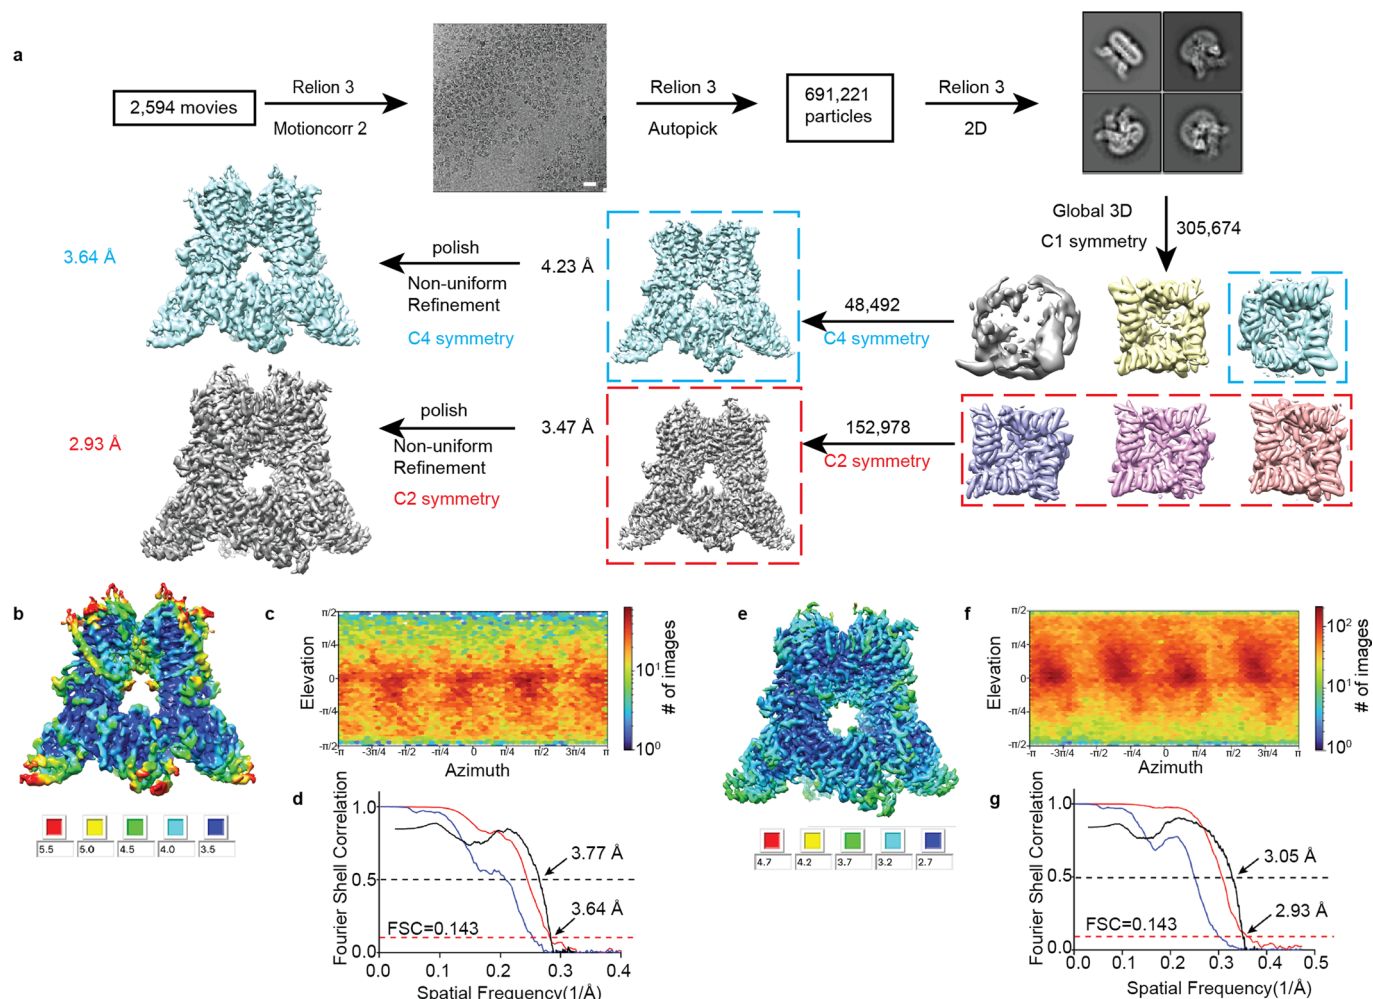 a
2,594 movies
Relion 3
Motioncorr 2
Relion 3
Autopick
691,221
particles
Relion 3
2D
Global 3D
C1 symmetry
305,674
3.64 Å
polish
Non-uniform
Refinement
C4 symmetry
4.23 Å
48,492
C4 symmetry
2.93 Å
polish
Non-uniform
Refinement
C2 symmetry
3.47 Å
152,978
C2 symmetry
b
5.5 5.0 4.5 4.0 3.5
c
Elevation
π/2
π/4
0
-π/4
-π/2
-π -3π/4 -π/2 -π/4 0 π/4 π/2 3π/4 π
Azimuth
10¹
10⁰
# of images
d
Fourier Shell Correlation
1.0
0.5
0.0
3.77 Å
3.64 Å
FSC=0.143
0.0 0.1 0.2 0.3 0.4
Spatial Frequency(1/Å)
e
4.7 4.2 3.7 3.2 2.7
f
Elevation
π/2
π/4
0
-π/4
-π/2
-π -3π/4 -π/2 -π/4 0 π/4 π/2 3π/4 π
Azimuth
10²
10¹
10⁰
# of images
g
Fourier Shell Correlation
1.0
0.5
0.0
3.05 Å
2.93 Å
FSC=0.143
0.0 0.1 0.2 0.3 0.4 0.5
Spatial Frequency(1/Å)